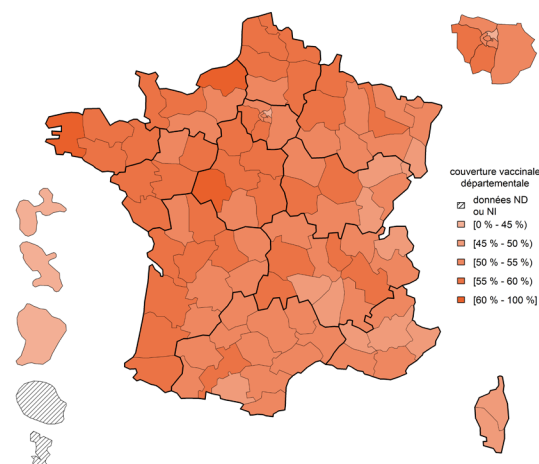 couverture vaccinale
départementale
données ND
ou NI
[0 % - 45 %)
[45 % - 50 %)
[50 % - 55 %)
[55 % - 60 %)
[60 % - 100 %]